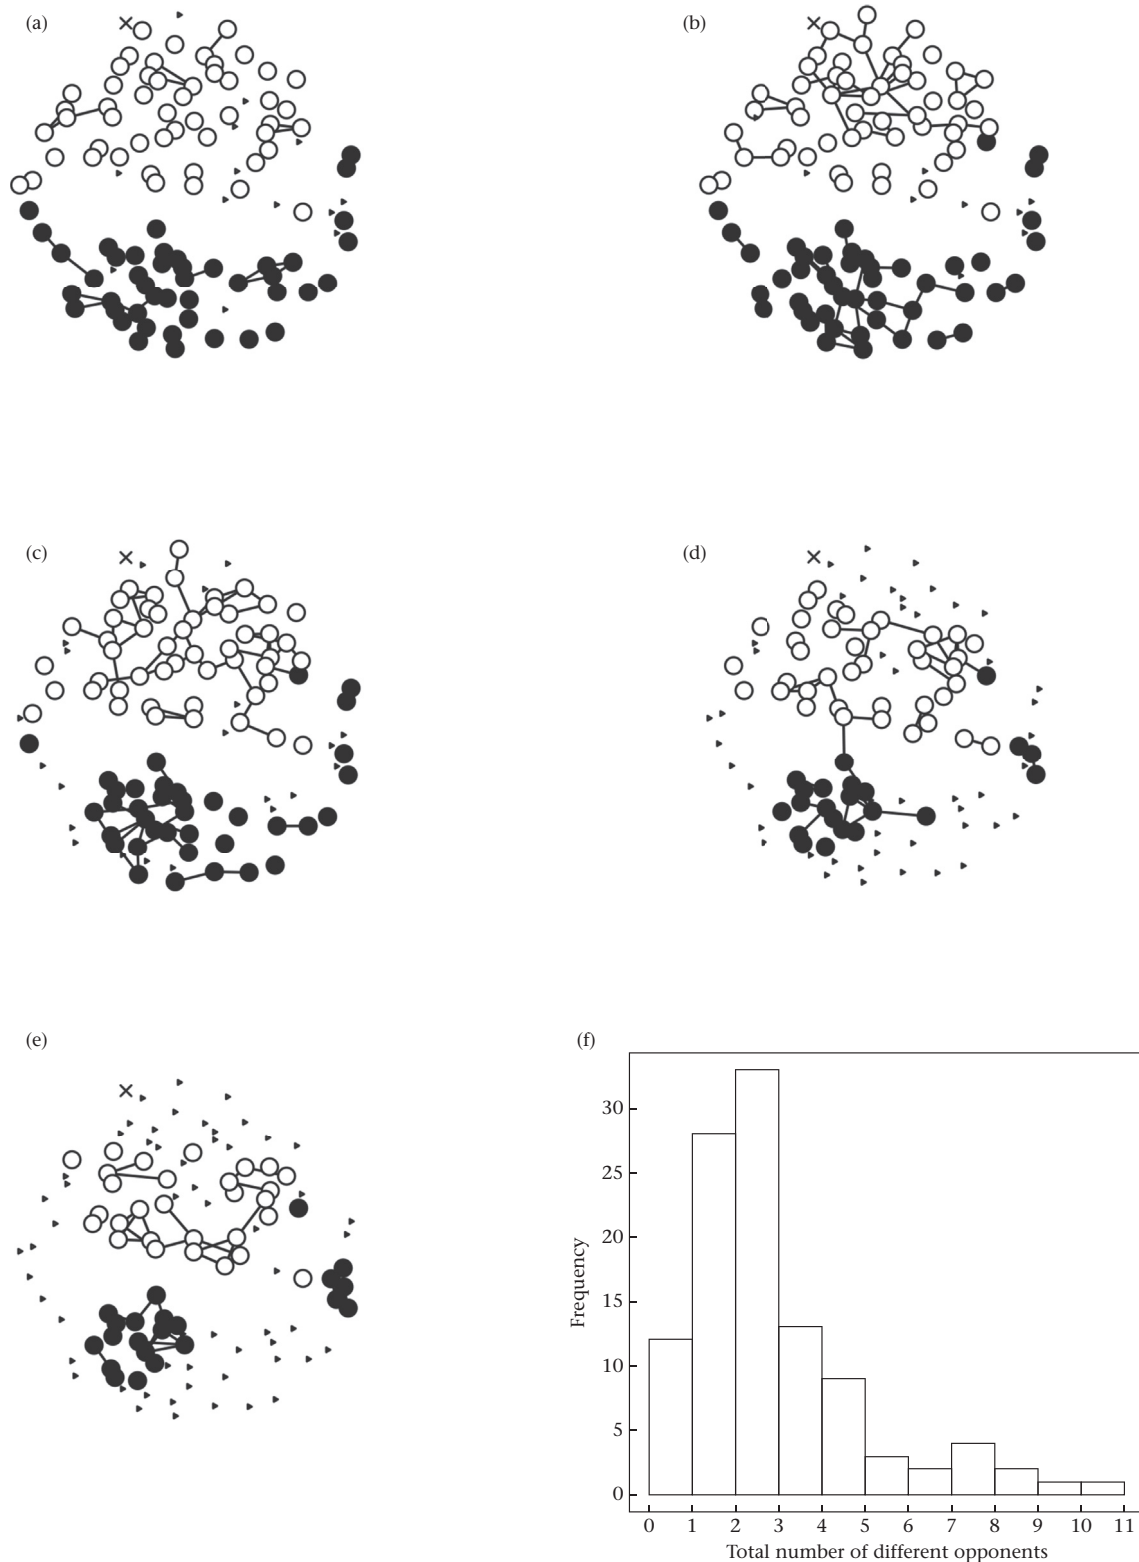 (a)
(b)
(c)
(d)
(e)
(f)
30
25
20
15
10
5
0
Frequency
0 1 2 3 4 5 6 7 8 9 10 11
Total number of different opponents